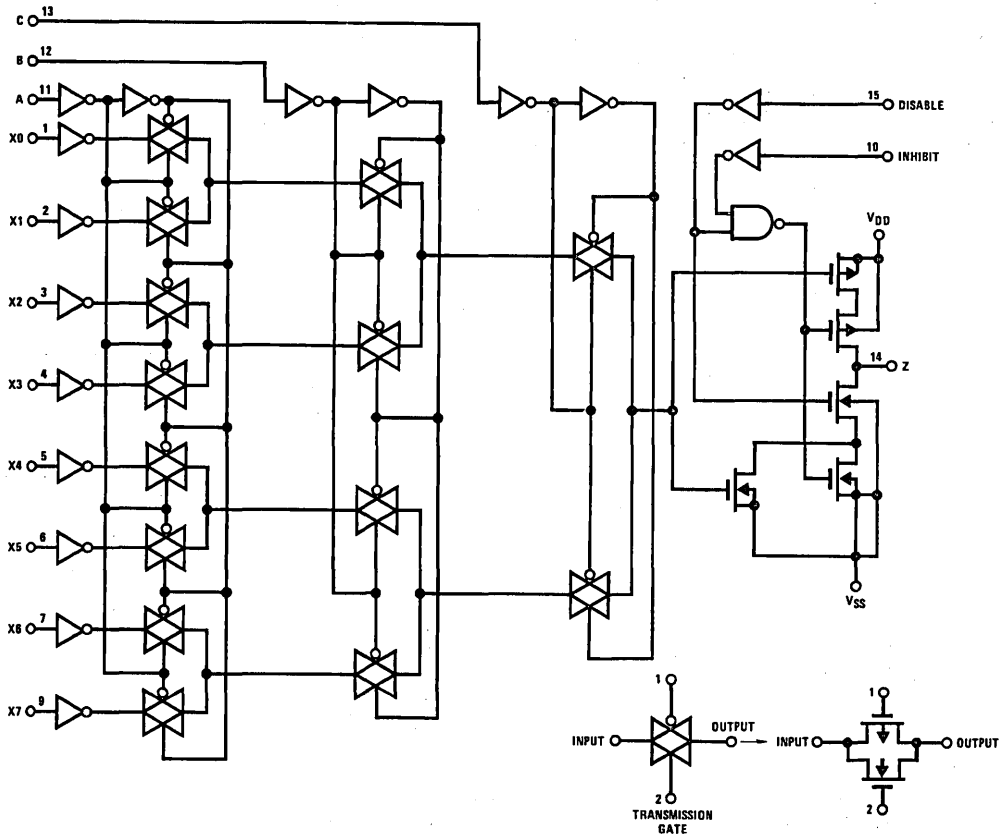 C 13
B 12
A 11
X0 1
X1 2
X2 3
X3 4
X4 5
X5 6
X6 7
X7 9
15 DISABLE
10 INHIBIT
VDD
14 Z
VSS
1
INPUT
OUTPUT
2
TRANSMISSION
GATE
1
INPUT
OUTPUT
2